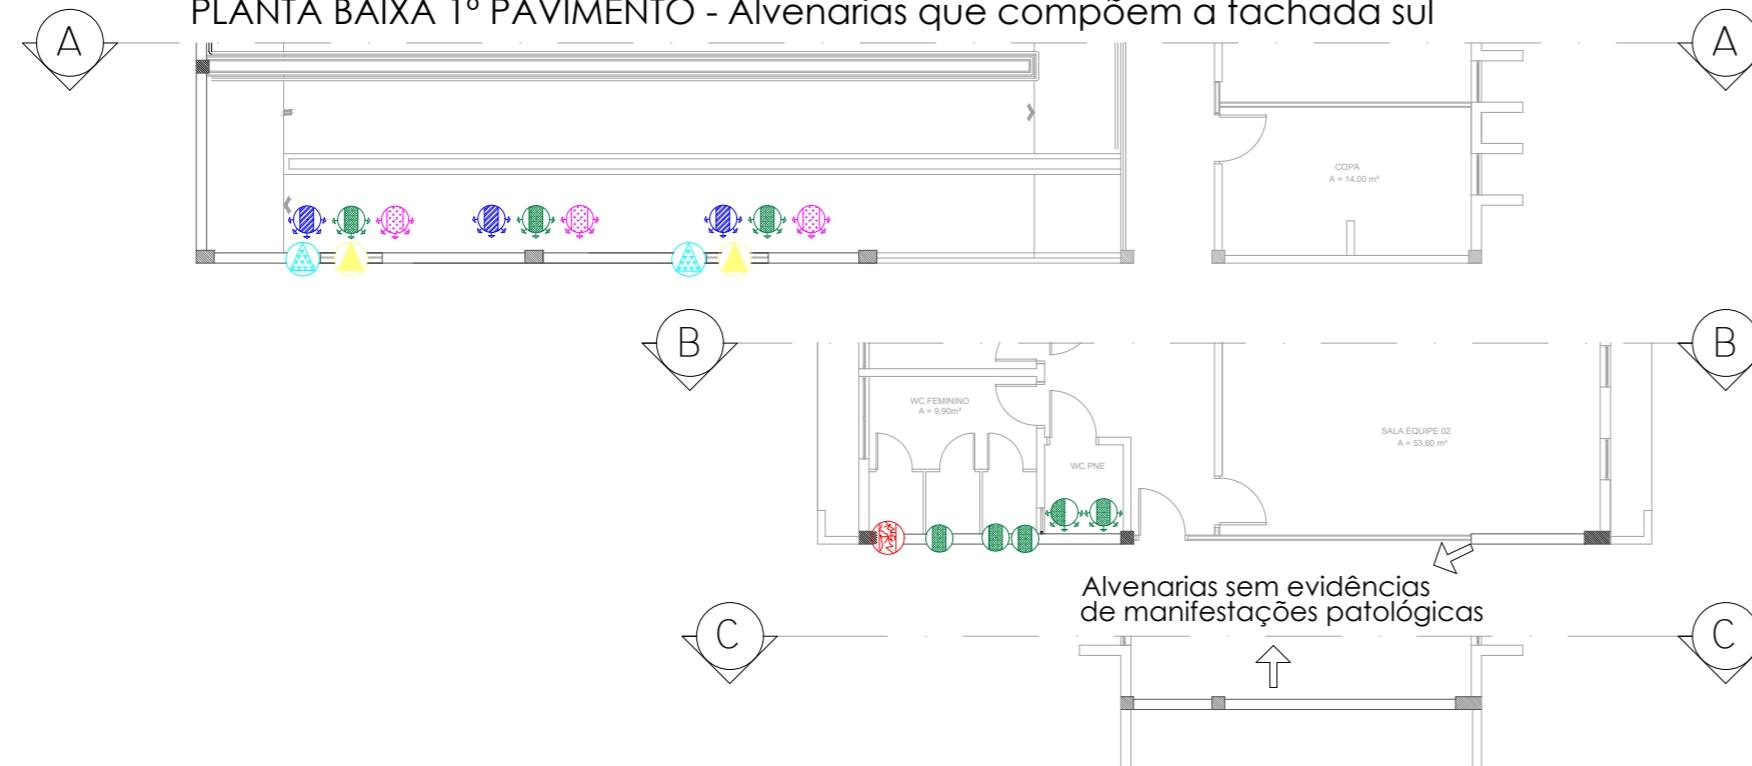 PLANTA BAIXA 1º PAVIMENTO - Alvenarias que compõem a fachada sul
A
A
COPA
A = 14,00 m²
B
B
WC FEMININO
A = 9,90m²
SALA EQUIPE 02
A = 53,60 m²
WC PNE
Alvenarias sem evidências
de manifestações patológicas
C
C